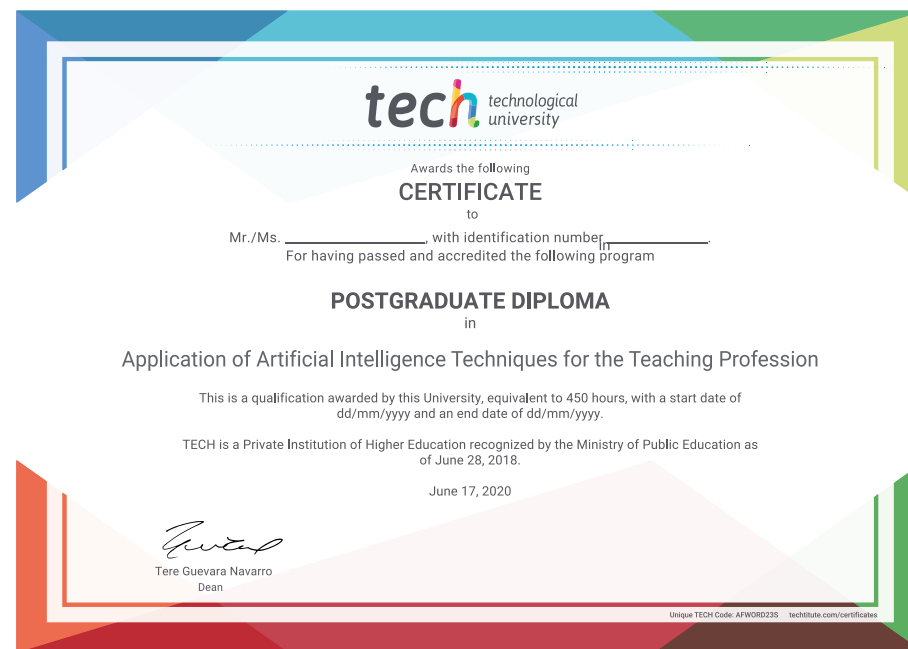 tech technological
university
Awards the following
CERTIFICATE
to
Mr./Ms. ____________, with identification number_________.
In
For having passed and accredited the following program
POSTGRADUATE DIPLOMA
in
Application of Artificial Intelligence Techniques for the Teaching Profession
This is a qualification awarded by this University, equivalent to 450 hours, with a start date of
dd/mm/yyyy and an end date of dd/mm/yyyy.
TECH is a Private Institution of Higher Education recognized by the Ministry of Public Education as
of June 28, 2018.
June 17, 2020
Tere Guevara Navarro
Dean
Unique TECH Code: AFWORD23S techtitute.com/certificates